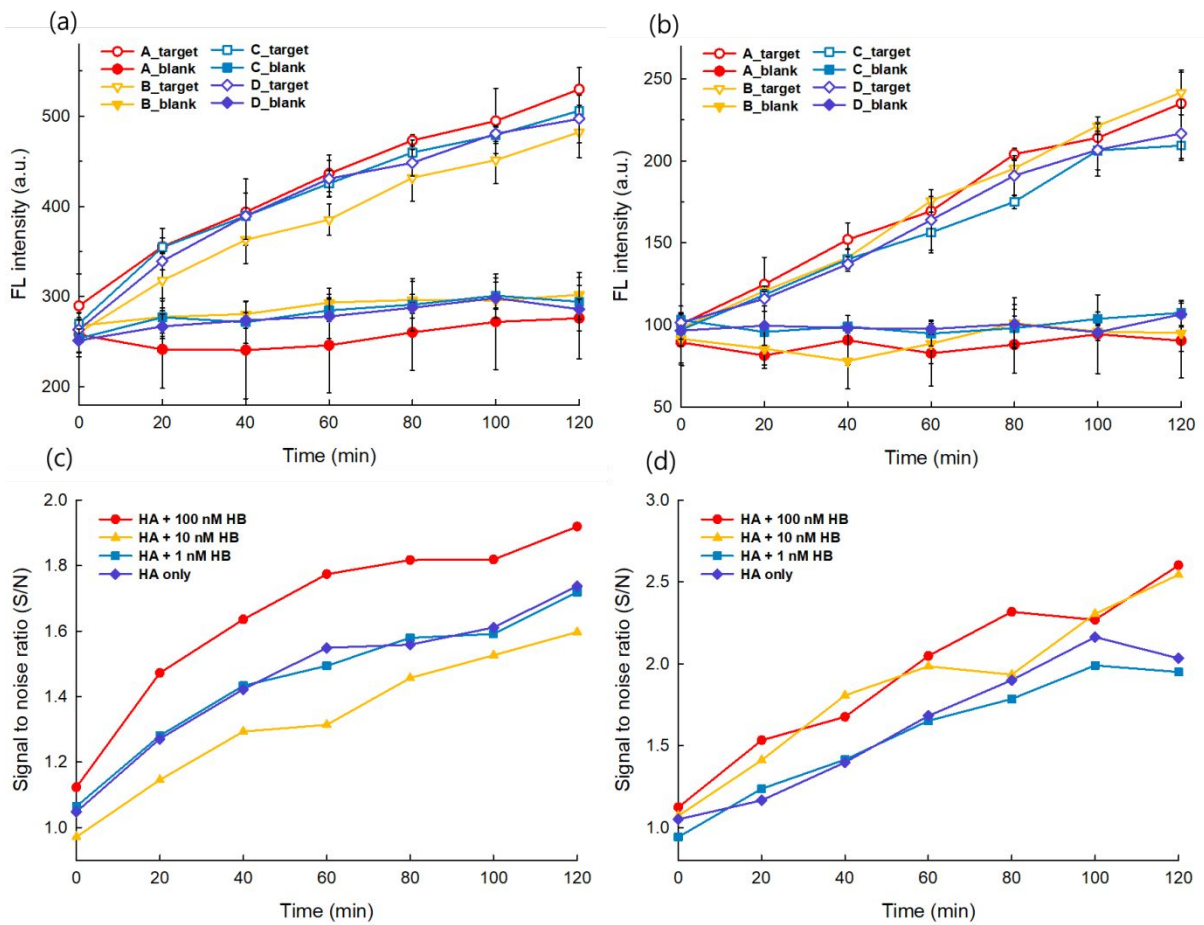 (a)
A_target
A_blank
B_target
B_blank
C_target
C_blank
D_target
D_blank
FL intensity (a.u.)
500
400
300
200
0 20 40 60 80 100 120
Time (min)
(b)
A_target
A_blank
B_target
B_blank
C_target
C_blank
D_target
D_blank
FL intensity (a.u.)
250
200
150
100
50
0 20 40 60 80 100 120
Time (min)
(c)
HA + 100 nM HB
HA + 10 nM HB
HA + 1 nM HB
HA only
Signal to noise ratio (S/N)
2.0
1.8
1.6
1.4
1.2
1.0
0 20 40 60 80 100 120
Time (min)
(d)
HA + 100 nM HB
HA + 10 nM HB
HA + 1 nM HB
HA only
Signal to noise ratio (S/N)
3.0
2.5
2.0
1.5
1.0
0 20 40 60 80 100 120
Time (min)